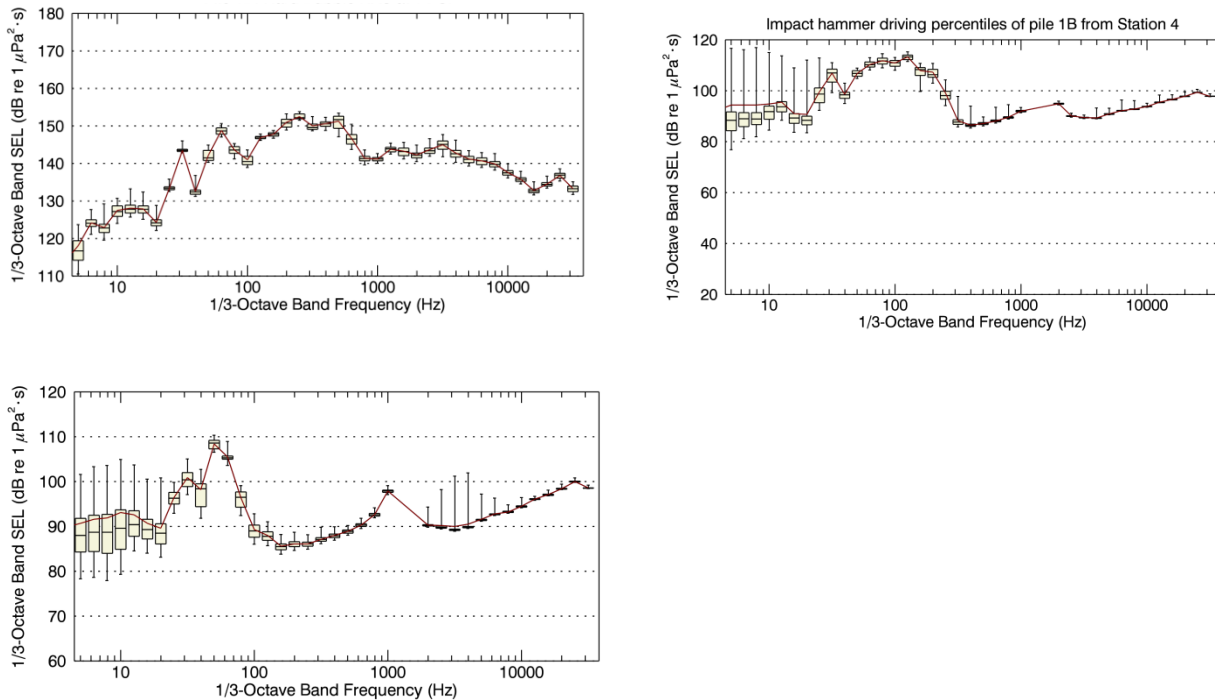 180
170
160
150
140
130
120
110
1/3-Octave Band SEL (dB re 1 μPa²·s)
10 100 1000 10000
1/3-Octave Band Frequency (Hz)
Impact hammer driving percentiles of pile 1B from Station 4
120
100
80
60
40
20
1/3-Octave Band SEL (dB re 1 μPa²·s)
10 100 1000 10000
1/3-Octave Band Frequency (Hz)
120
110
100
90
80
70
60
1/3-Octave Band SEL (dB re 1 μPa²·s)
10 100 1000 10000
1/3-Octave Band Frequency (Hz)